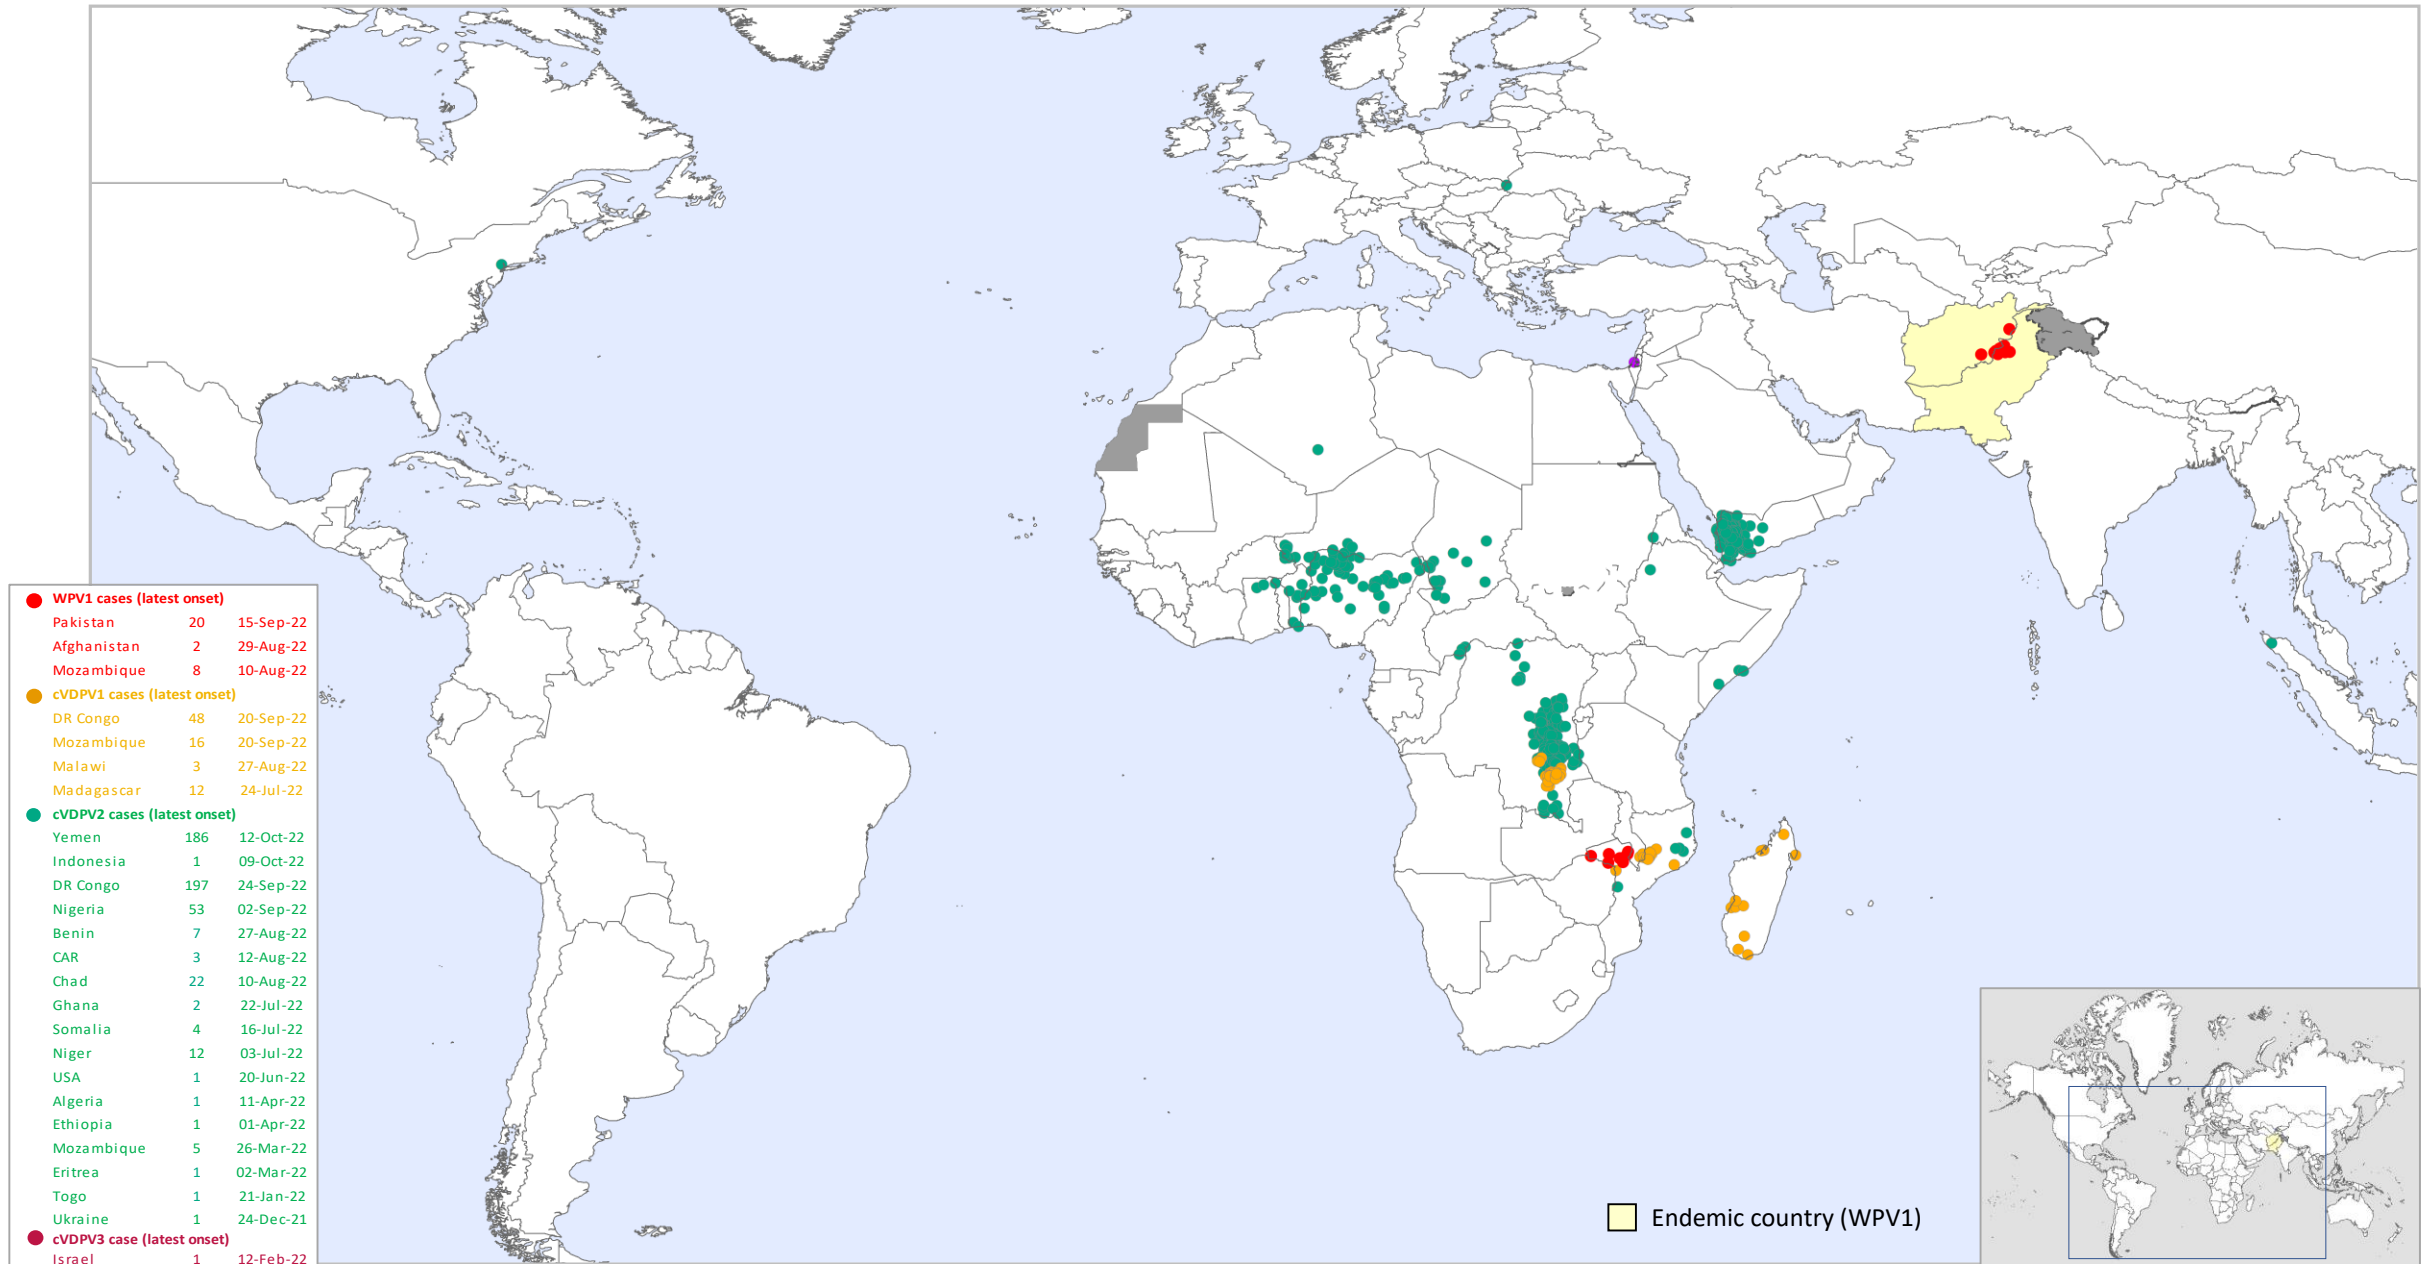 WPV1 cases (latest onset)
Pakistan 20 15-Sep-22
Afghanistan 2 29-Aug-22
Mozambique 8 10-Aug-22
cVDPV1 cases (latest onset)
DR Congo 48 20-Sep-22
Mozambique 16 20-Sep-22
Malawi 3 27-Aug-22
Madagascar 12 24-Jul-22
cVDPV2 cases (latest onset)
Yemen 186 12-Oct-22
Indonesia 1 09-Oct-22
DR Congo 197 24-Sep-22
Nigeria 53 02-Sep-22
Benin 7 27-Aug-22
CAR 3 12-Aug-22
Chad 22 10-Aug-22
Ghana 2 22-Jul-22
Somalia 4 16-Jul-22
Niger 12 03-Jul-22
USA 1 20-Jun-22
Algeria 1 11-Apr-22
Ethiopia 1 01-Apr-22
Mozambique 5 26-Mar-22
Eritrea 1 02-Mar-22
Togo 1 21-Jan-22
Ukraine 1 24-Dec-21
cVDPV3 case (latest onset)
Israel 1 12-Feb-22
Endemic country (WPV1)